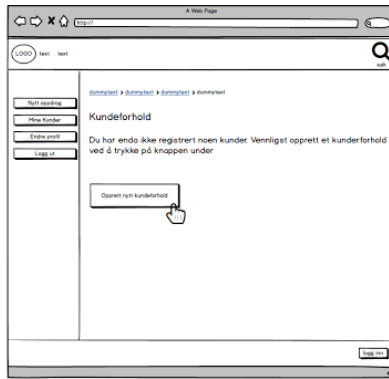 A Web Page
http://
LOGO text text
søk
Nytt oppdrag
Mine Kunder
Endre profil
Logg ut
dummytext > dummytext > dummytext > dummytext
Kundeforhold
Du har enda ikke registrert noen kunder. Vennligst opprett et kunderforhold
ved å trykke på knappen under
Opprett nytt kundeforhold
logg inn